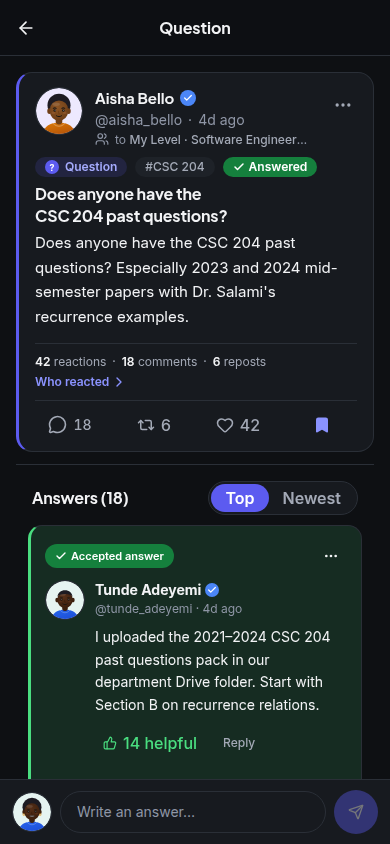 Question
Aisha Bello
@aisha_bello · 4d ago
to My Level · Software Engineer...
? Question
#CSC 204
Answered
Does anyone have the
CSC 204 past questions?
Does anyone have the CSC 204 past
questions? Especially 2023 and 2024 mid-
semester papers with Dr. Salami's
recurrence examples.
42 reactions · 18 comments · 6 reposts
Who reacted
18 6 42
Answers (18)
Top Newest
Accepted answer
Tunde Adeyemi
@tunde_adeyemi · 4d ago
I uploaded the 2021–2024 CSC 204
past questions pack in our
department Drive folder. Start with
Section B on recurrence relations.
14 helpful Reply
Write an answer...